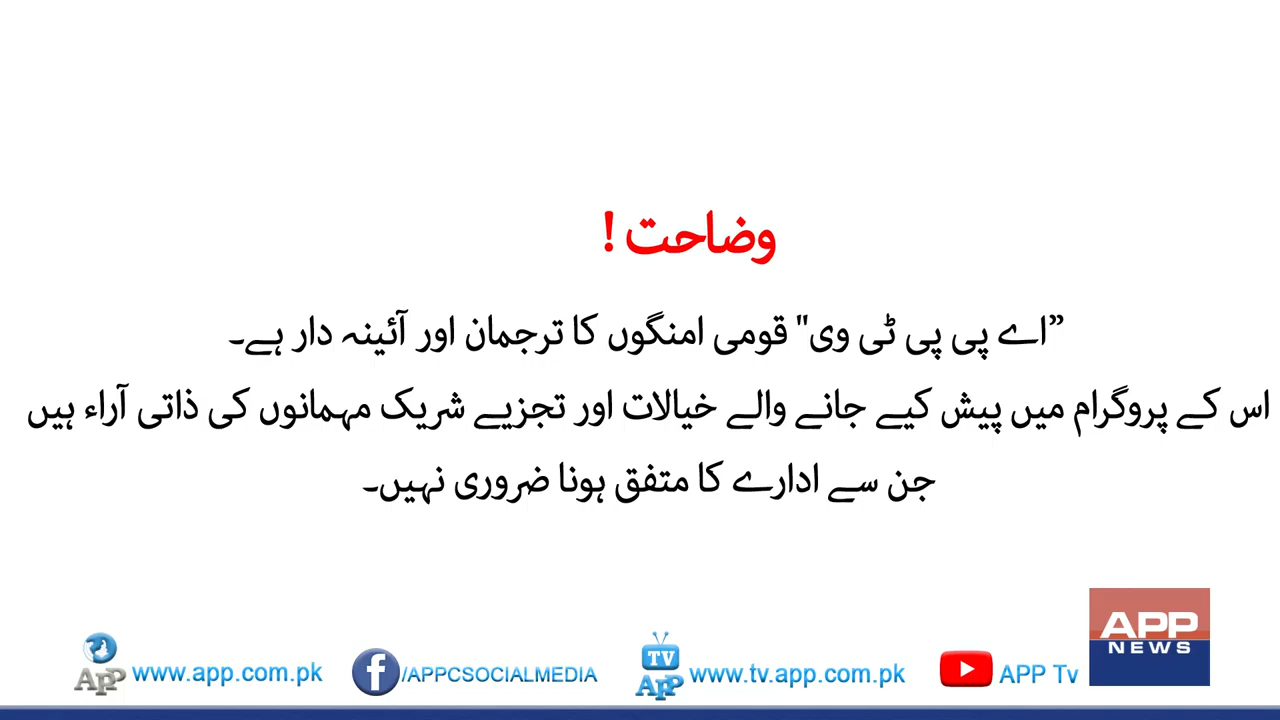 وضاحت !
”اے پی پی ٹی وی" قومی امنگوں کا ترجمان اور آئینہ دار ہے۔
اس کے پروگرام میں پیش کیے جانے والے خیالات اور تجزیے شریک مہمانوں کی ذاتی آراء ہیں
جن سے ادارے کا متفق ہونا ضروری نہیں۔
APP
NEWS
APP www.app.com.pk
/APPCSOCIALMEDIA
TV
APP www.tv.app.com.pk
APP Tv